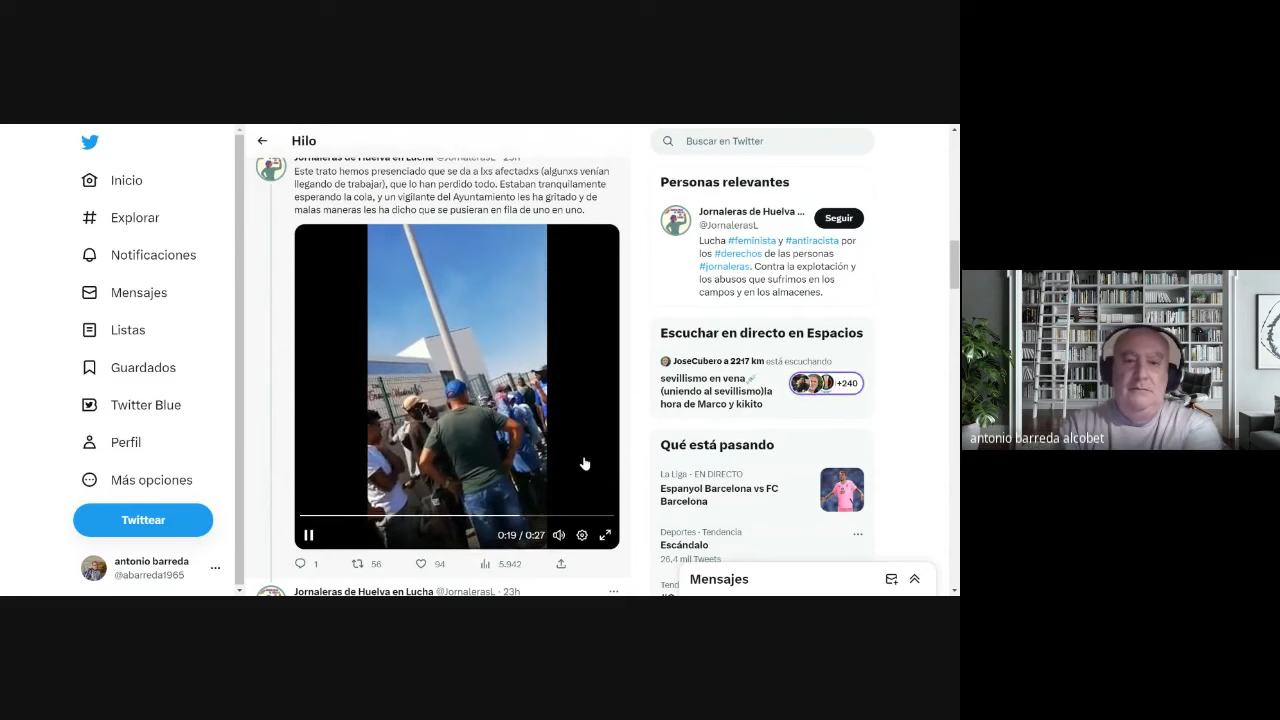 Hilo
Buscar en Twitter
Inicio
Explorar
Notificaciones
Mensajes
Listas
Guardados
Twitter Blue
Perfil
Más opciones
Twittear
antonio barreda
@abarreda1965
Jornaleras de Huelva en Lucha @JornalerasL · 23h
Este trato hemos presenciado que se da a lxs afectadxs (algunxs venían
llegando de trabajar), que lo han perdido todo. Estaban tranquilamente
esperando la cola, y un vigilante del Ayuntamiento les ha gritado y de
malas maneras les ha dicho que se pusieran en fila de uno en uno.
0:19 / 0:27
1
56
94
5.942
Jornaleras de Huelva en Lucha @JornalerasL · 23h
Personas relevantes
Jornaleras de Huelva ...
@JornalerasL
Seguir
Lucha #feminista y #antiracista por
los #derechos de las personas
#jornaleras. Contra la explotación y
los abusos que sufrimos en los
campos y en los almacenes.
Escuchar en directo en Espacios
JoseCubero a 2217 km está escuchando
sevillismo en vena💉
(uniendo al sevillismo)la
hora de Marco y kikito
+240
Qué está pasando
La Liga · EN DIRECTO
Espanyol Barcelona vs FC
Barcelona
Deportes · Tendencia
Escándalo
26,4 mil Tweets
Mensajes
antonio barreda alcobet